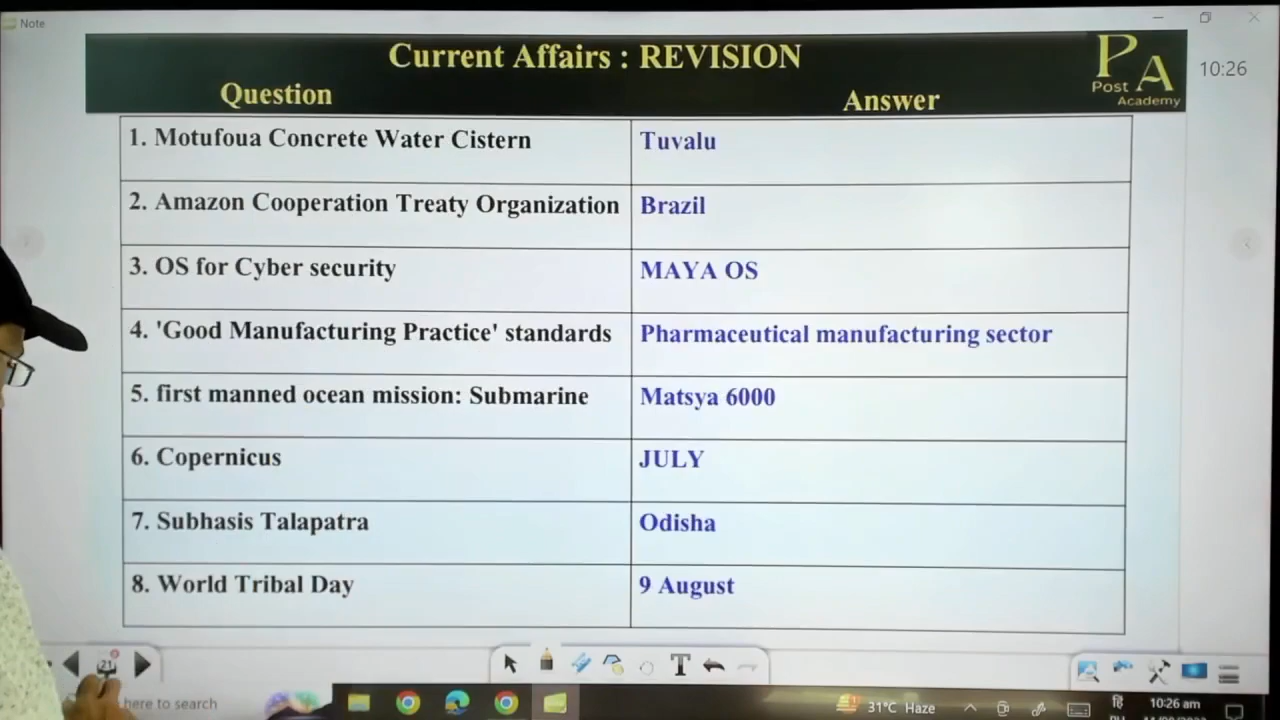 Note
Current Affairs : REVISION
Question
Answer
PA
Post
Academy
10:26
1. Motufoua Concrete Water Cistern
Tuvalu
2. Amazon Cooperation Treaty Organization
Brazil
3. OS for Cyber security
MAYA OS
4. 'Good Manufacturing Practice' standards
Pharmaceutical manufacturing sector
5. first manned ocean mission: Submarine
Matsya 6000
6. Copernicus
JULY
7. Subhasis Talapatra
Odisha
8. World Tribal Day
9 August
21
T
here to search
31°C Haze
हि
10:26 am